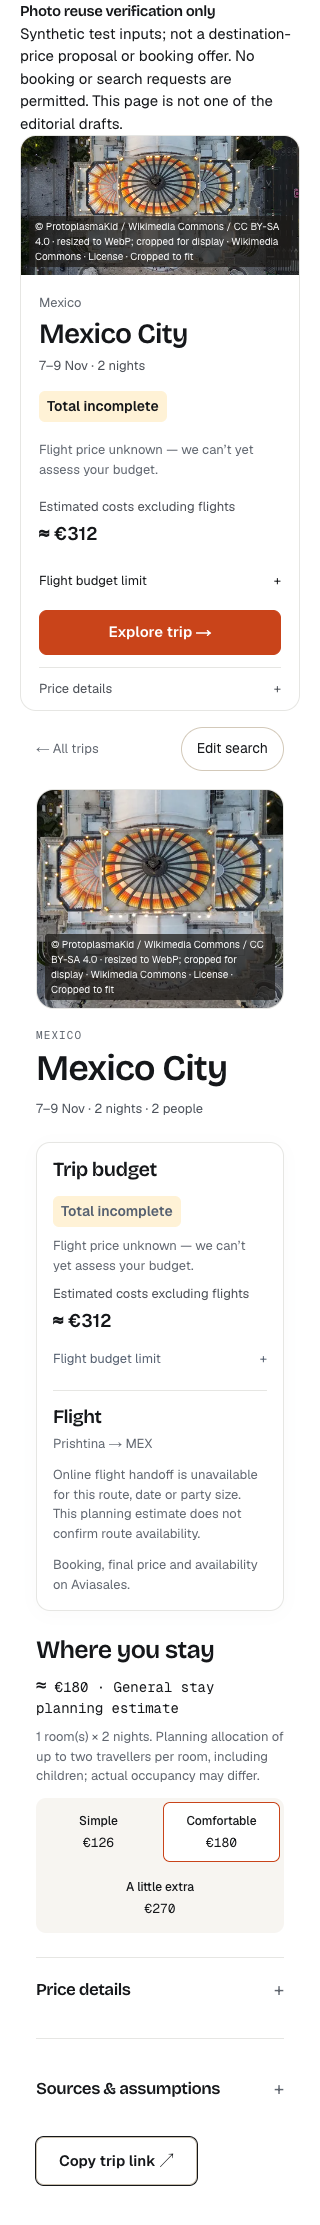 Photo reuse verification only
Synthetic test inputs; not a destination-
price proposal or booking offer. No
booking or search requests are
permitted. This page is not one of the
editorial drafts.
© ProtoplasmaKid / Wikimedia Commons / CC BY-SA
4.0 · resized to WebP; cropped for display · Wikimedia
Commons · License · Cropped to fit
Mexico
Mexico City
7–9 Nov · 2 nights
Total incomplete
Flight price unknown — we can't yet
assess your budget.
Estimated costs excluding flights
≈ €312
Flight budget limit +
Explore trip →
Price details +
← All trips
Edit search
© ProtoplasmaKid / Wikimedia Commons / CC
BY-SA 4.0 · resized to WebP; cropped for
display · Wikimedia Commons · License ·
Cropped to fit
MEXICO
Mexico City
7–9 Nov · 2 nights · 2 people
Trip budget
Total incomplete
Flight price unknown — we can't
yet assess your budget.
Estimated costs excluding flights
≈ €312
Flight budget limit +
Flight
Prishtina → MEX
Online flight handoff is unavailable
for this route, date or party size.
This planning estimate does not
confirm route availability.
Booking, final price and availability
on Aviasales.
Where you stay
≈ €180 · General stay
planning estimate
1 room(s) × 2 nights. Planning allocation of
up to two travellers per room, including
children; actual occupancy may differ.
Simple
€126
Comfortable
€180
A little extra
€270
Price details +
Sources & assumptions +
Copy trip link ↗